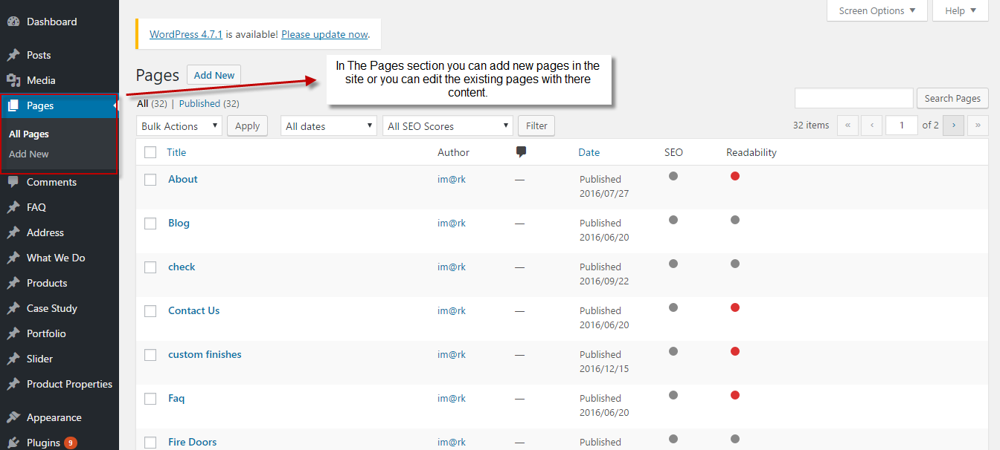 Dashboard
Posts
Media
Pages
All Pages
Add New
Comments
FAQ
Address
What We Do
Products
Case Study
Portfolio
Slider
Product Properties
Appearance
Plugins 9
Screen Options ▼ Help ▼
WordPress 4.7.1 is available! Please update now.
Pages Add New
In The Pages section you can add new pages in the
site or you can edit the existing pages with there
content.
All (32) | Published (32)
Search Pages
Bulk Actions ▼ Apply All dates ▼ All SEO Scores ▼ Filter
32 items « ‹ 1 of 2 › »
Title Author Date SEO Readability
About im@rk — Published
2016/07/27
Blog im@rk — Published
2016/06/20
check im@rk — Published
2016/09/22
Contact Us im@rk — Published
2016/06/20
custom finishes im@rk — Published
2016/12/15
Faq im@rk — Published
2016/06/20
Fire Doors im@rk — Published